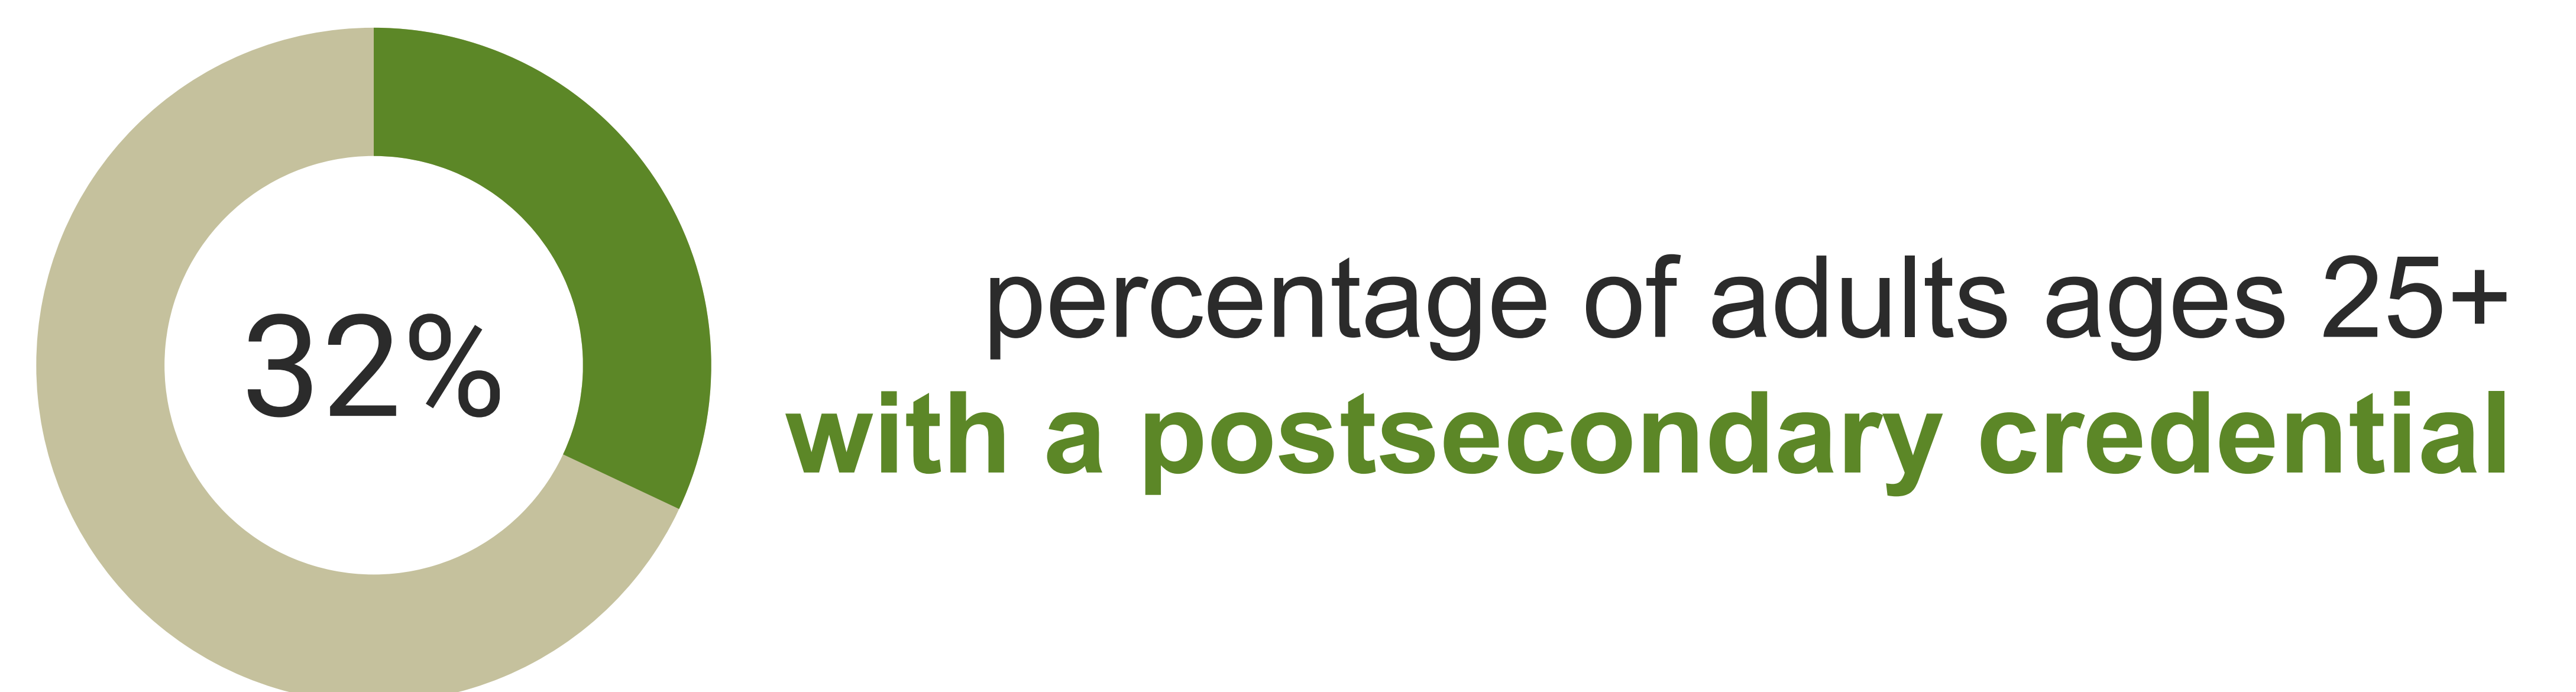 32%
percentage of adults ages 25+
with a postsecondary credential